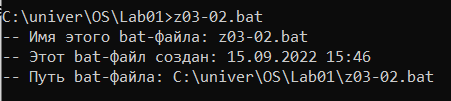 C:\univer\OS\Lab01>z03-02.bat
-- Имя этого bat-файла: z03-02.bat
-- Этот bat-файл создан: 15.09.2022 15:46
-- Путь bat-файла: C:\univer\OS\Lab01\z03-02.bat